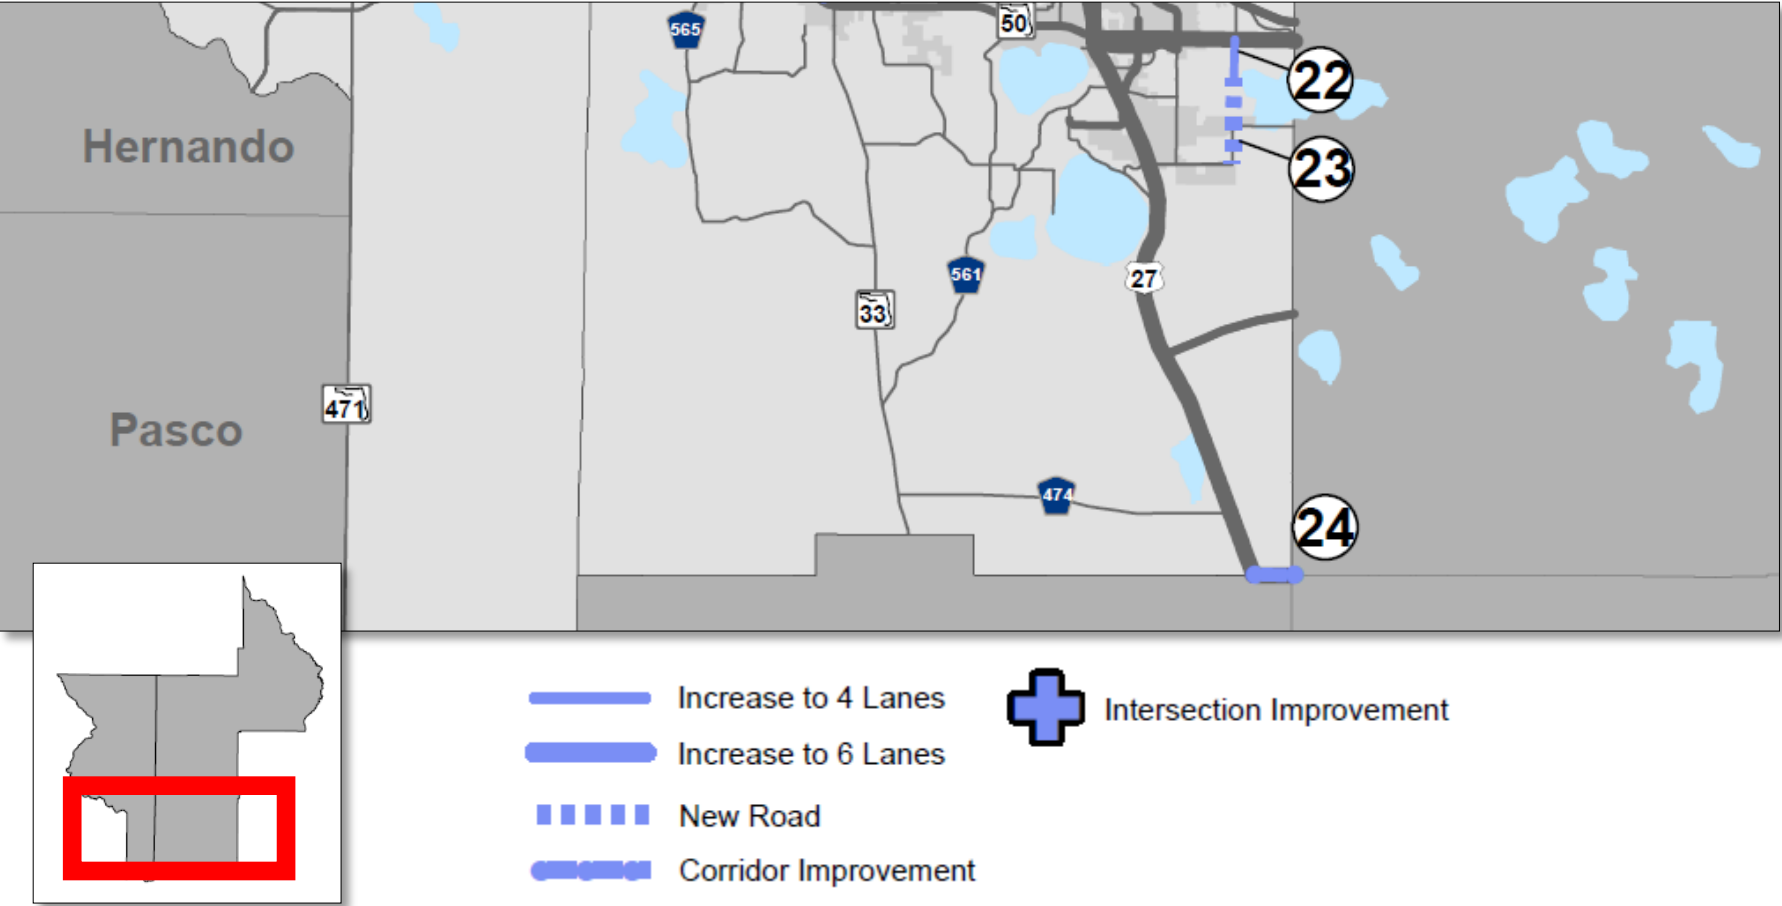 565
50
22
Hernando
23
561
27
33
471
Pasco
474
24
Increase to 4 Lanes
Intersection Improvement
Increase to 6 Lanes
New Road
Corridor Improvement